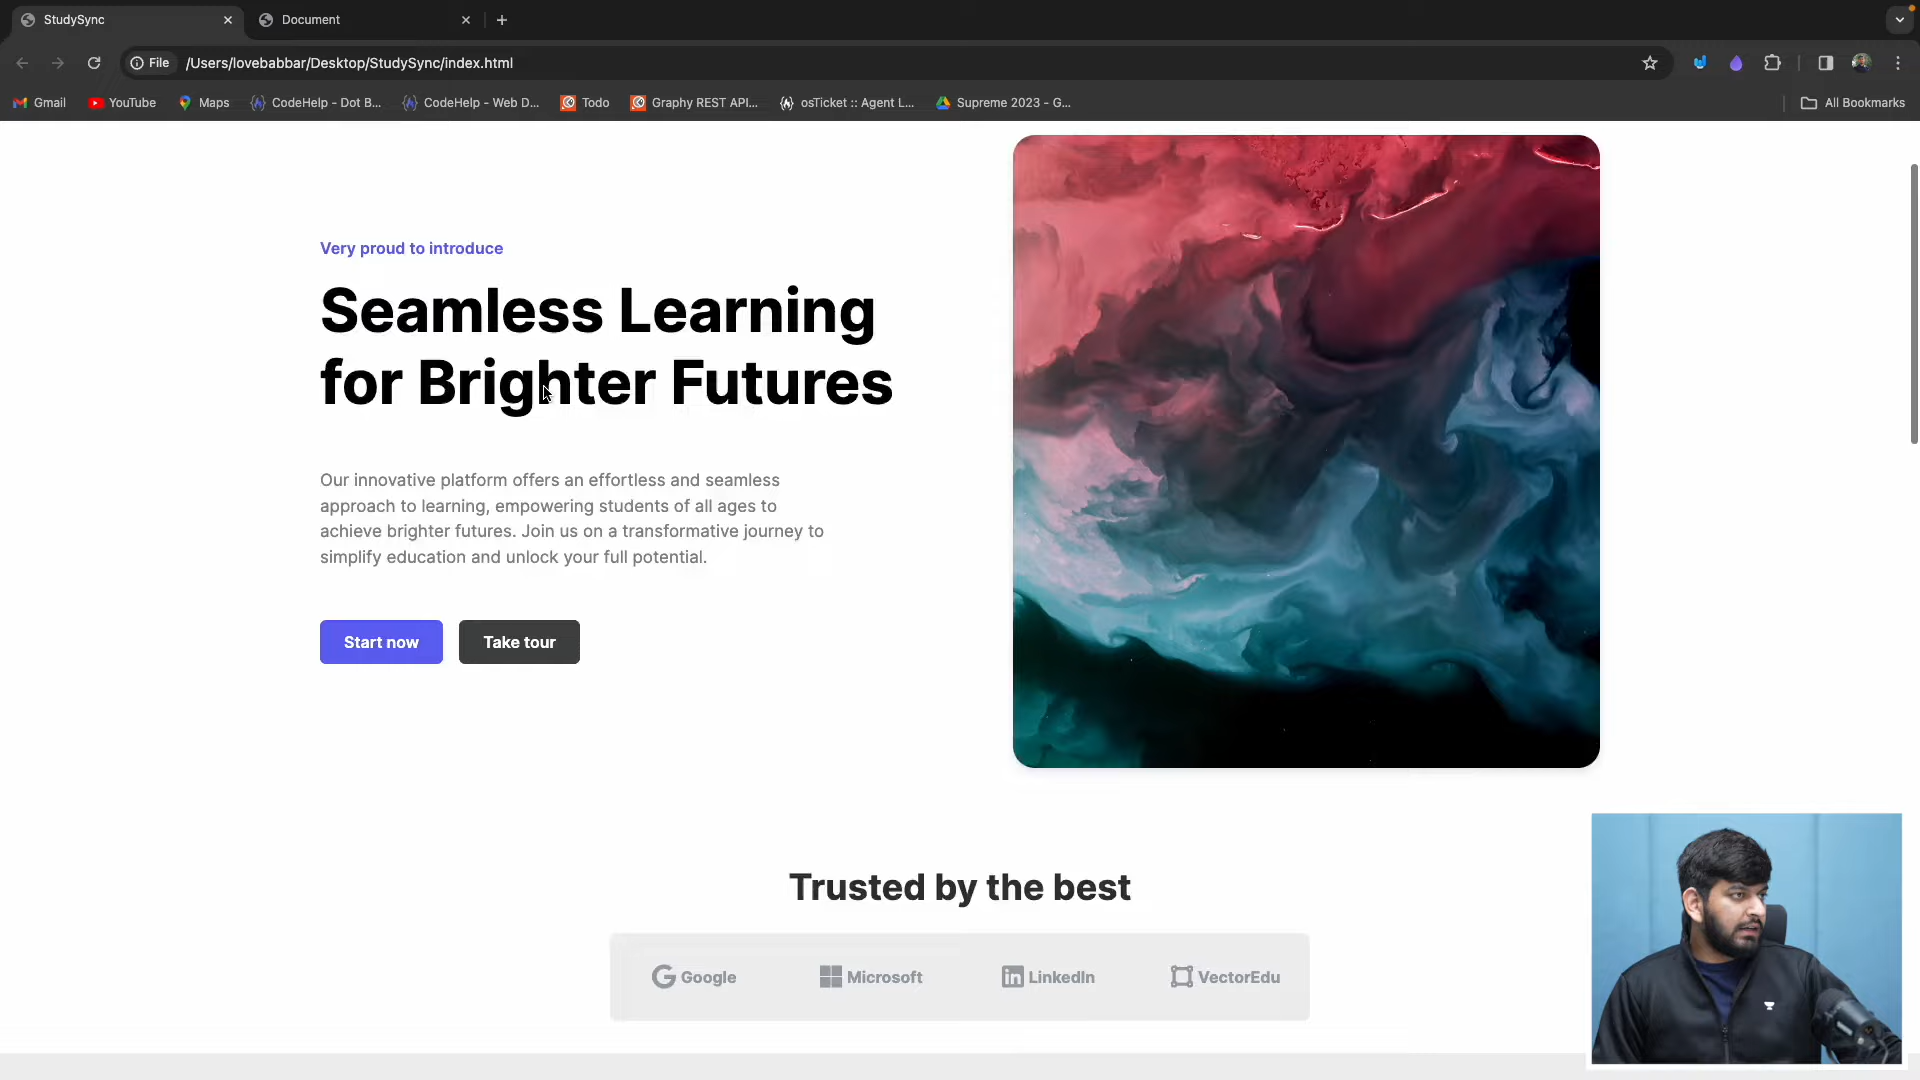 StudySync
Document
File
/Users/lovebabbar/Desktop/StudySync/index.html
Gmail
YouTube
Maps
CodeHelp - Dot B...
CodeHelp - Web D...
Todo
Graphy REST API...
osTicket :: Agent L...
Supreme 2023 - G...
All Bookmarks
Very proud to introduce
Seamless Learning
for Brighter Futures
Our innovative platform offers an effortless and seamless
approach to learning, empowering students of all ages to
achieve brighter futures. Join us on a transformative journey to
simplify education and unlock your full potential.
Start now
Take tour
Trusted by the best
Google
Microsoft
LinkedIn
VectorEdu